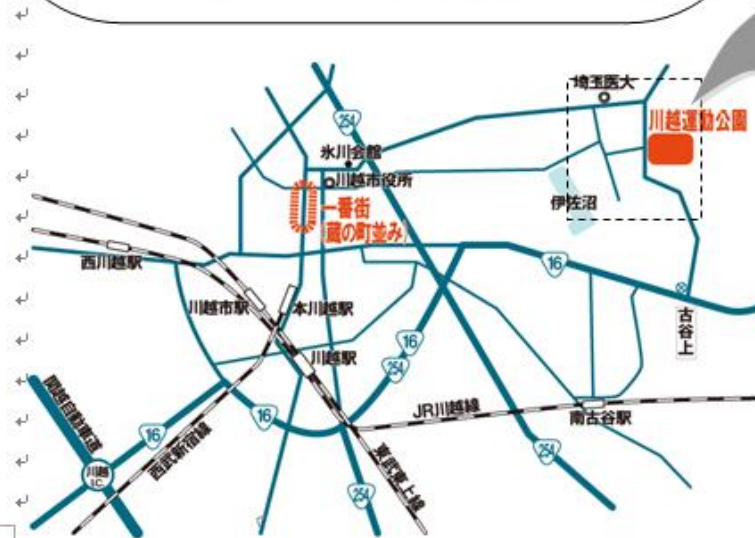 埼玉医大
254
川越運動公園
氷川会館
川越市役所
伊佐沼
一番街
(蔵の町並み)
西川越駅
16
川越市駅
本川越駅
古谷上
16
川越駅
254
関越自動車道
16
16
JR川越線
南古谷駅
西武新宿線
川越
IC.
東武東上線
254
254